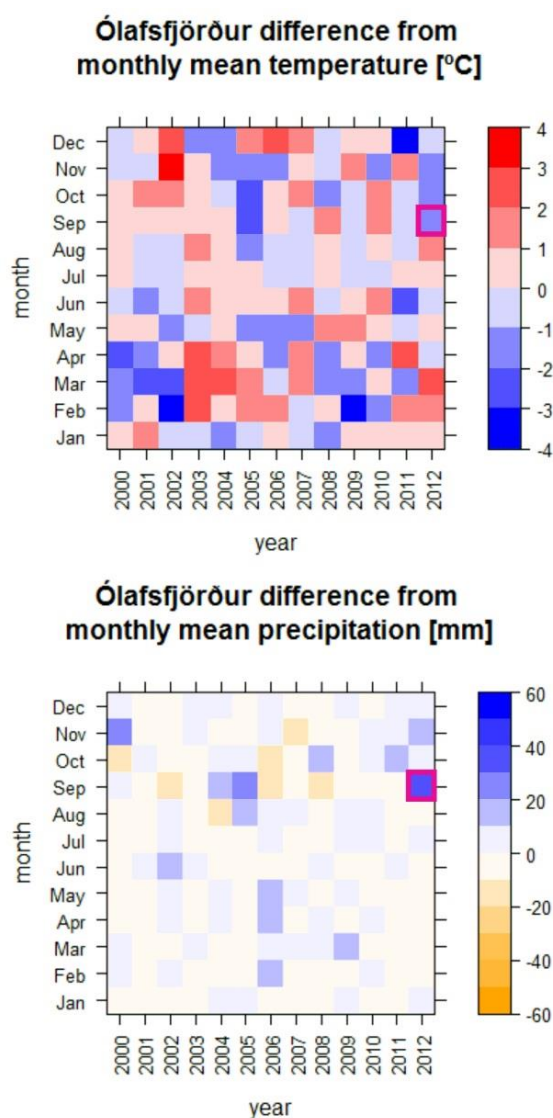 Ólafsfjörður difference from
monthly mean temperature [ºC]
Dec
Nov
Oct
Sep
Aug
Jul
Jun
May
Apr
Mar
Feb
Jan
month
4
3
2
1
0
-1
-2
-3
-4
2000
2001
2002
2003
2004
2005
2006
2007
2008
2009
2010
2011
2012
year
Ólafsfjörður difference from
monthly mean precipitation [mm]
Dec
Nov
Oct
Sep
Aug
Jul
Jun
May
Apr
Mar
Feb
Jan
month
60
40
20
0
-20
-40
-60
2000
2001
2002
2003
2004
2005
2006
2007
2008
2009
2010
2011
2012
year